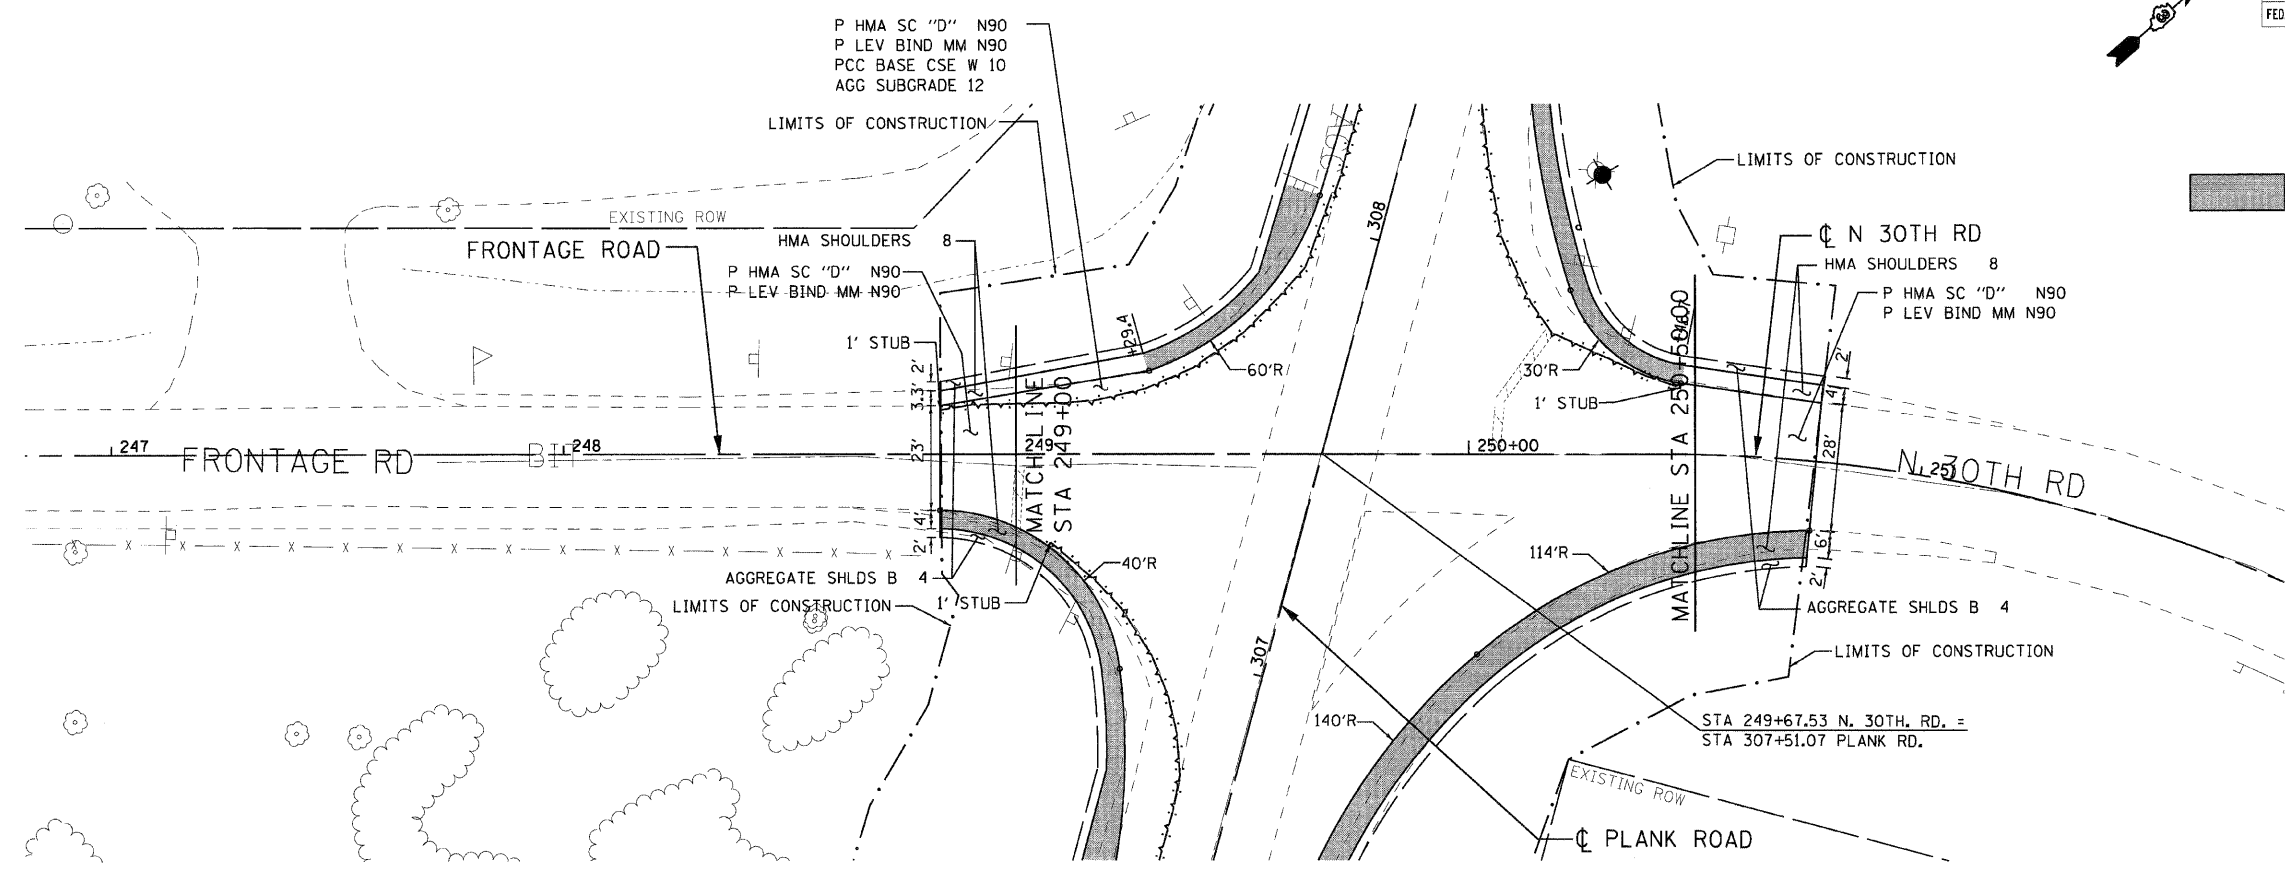 P HMA SC "D" N90
P LEV BIND MM N90
PCC BASE CSE W 10
AGG SUBGRADE 12
LIMITS OF CONSTRUCTION
FED
ACC
LIMITS OF CONSTRUCTION
EXISTING ROW
FRONTAGE ROAD
HMA SHOULDERS 8
P HMA SC "D" N90
P LEV BIND MM N90
308
℄ N 30TH RD
HMA SHOULDERS 8
P HMA SC "D" N90
P LEV BIND MM N90
1' STUB
+29.4
60'R
30'R
1' STUB
2'
3.3'
23'
4'
2'
MATCHLINE
STA 249+00
MATCHLINE STA 250+50.00
2'
4'
28'
6'
2'
247
FRONTAGE RD
BIT
248
249
250+00
N 30TH RD
251
AGGREGATE SHLDS B 4
1' STUB
LIMITS OF CONSTRUCTION
40'R
114'R
AGGREGATE SHLDS B 4
307
LIMITS OF CONSTRUCTION
140'R
STA 249+67.53 N. 30TH. RD. =
STA 307+51.07 PLANK RD.
EXISTING ROW
℄ PLANK ROAD